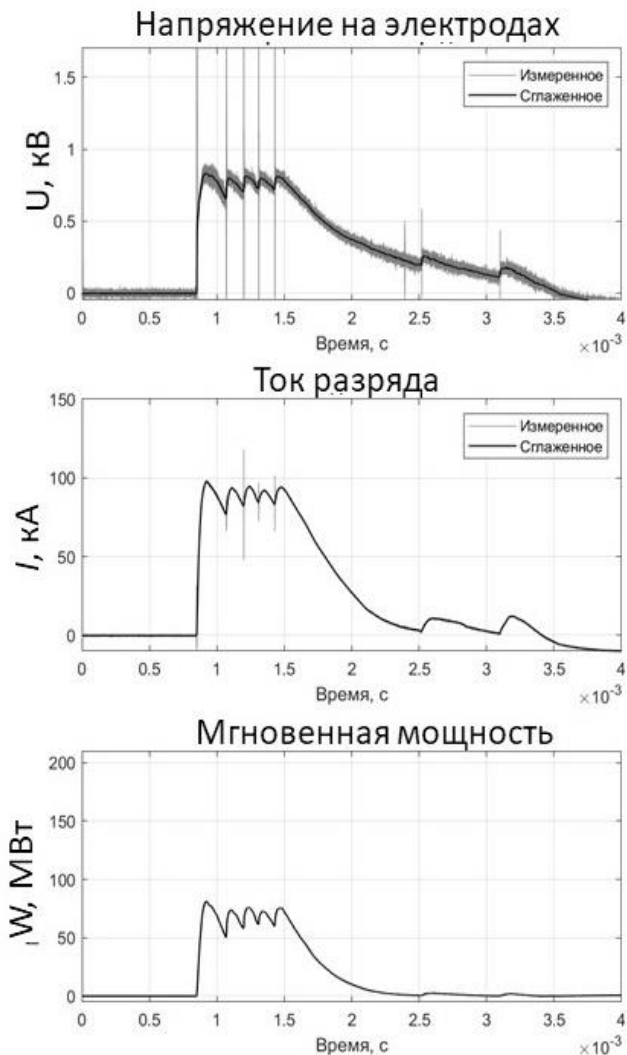 Напряжение на электродах
Измеренное
Сглаженное
U, кВ
1.5
1
0.5
0
0 0.5 1 1.5 2 2.5 3 3.5 4
Время, с
×10⁻³
Ток разряда
Измеренное
Сглаженное
I, кА
150
100
50
0
0 0.5 1 1.5 2 2.5 3 3.5 4
Время, с
×10⁻³
Мгновенная мощность
W, МВт
200
150
100
50
0
0 0.5 1 1.5 2 2.5 3 3.5 4
Время, с
×10⁻³